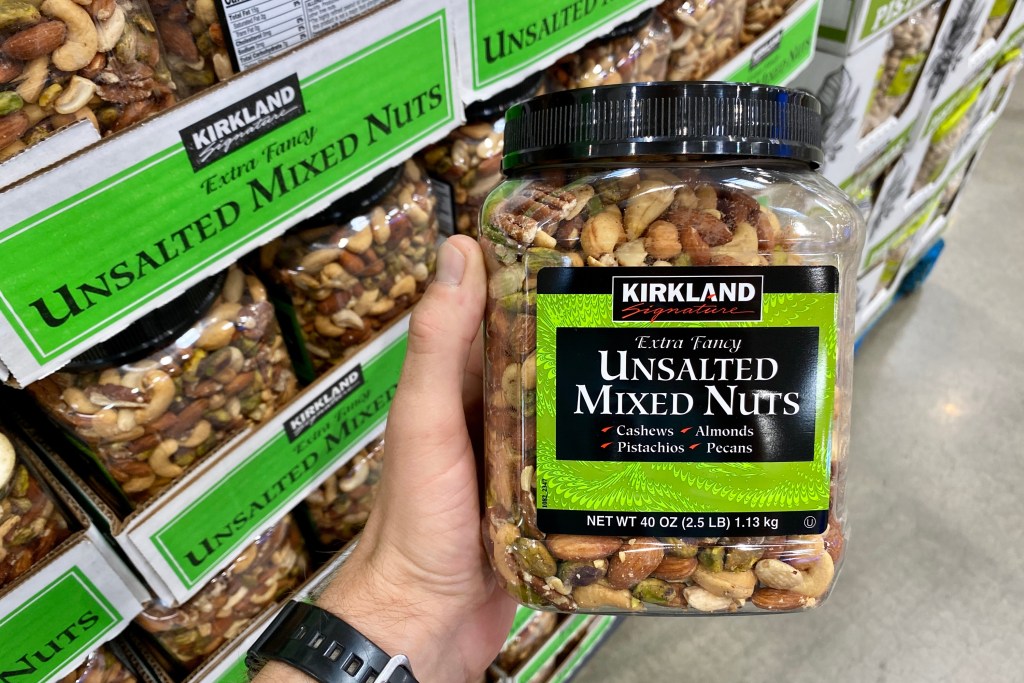 KIRKLAND
Signature
Extra Fancy
UNSALTED MIXED NUTS
UNSALTED
MIXED NUTS
KIRKLAND
Extra Fancy
UNSALTED MIXED
NUTS
PIST
KIRKLAND
Signature
Extra Fancy
UNSALTED
MIXED NUTS
Cashews Almonds
Pistachios Pecans
NET WT 40 OZ (2.5 LB) 1.13 kg U